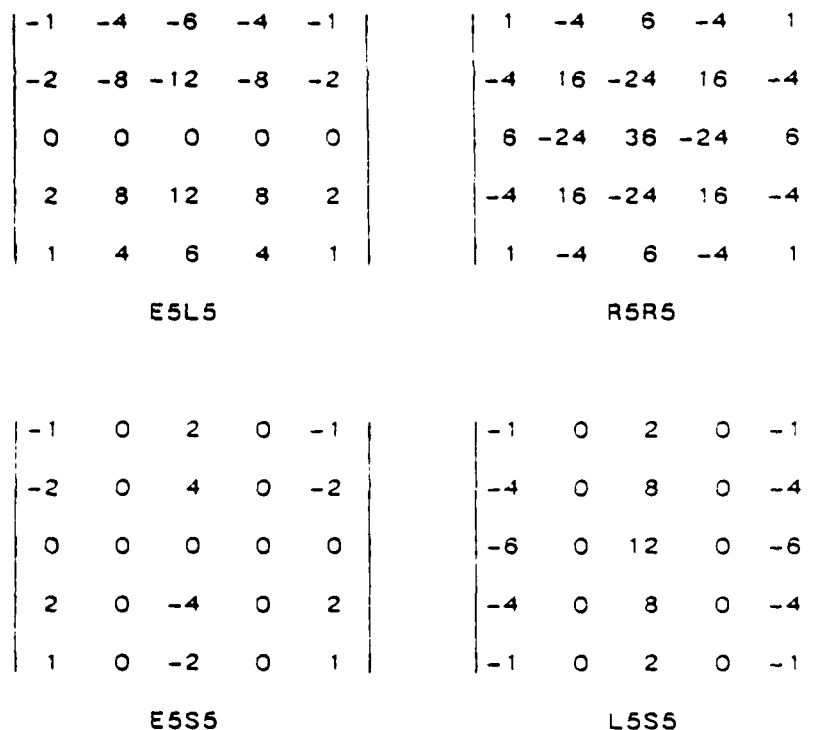 -1 -4 -6 -4 -1
-2 -8 -12 -8 -2
0 0 0 0 0
2 8 12 8 2
1 4 6 4 1
E5L5
1 -4 6 -4 1
-4 16 -24 16 -4
6 -24 36 -24 6
-4 16 -24 16 -4
1 -4 6 -4 1
R5R5
-1 0 2 0 -1
-2 0 4 0 -2
0 0 0 0 0
2 0 -4 0 2
1 0 -2 0 1
E5S5
-1 0 2 0 -1
-4 0 8 0 -4
-6 0 12 0 -6
-4 0 8 0 -4
-1 0 2 0 -1
L5S5